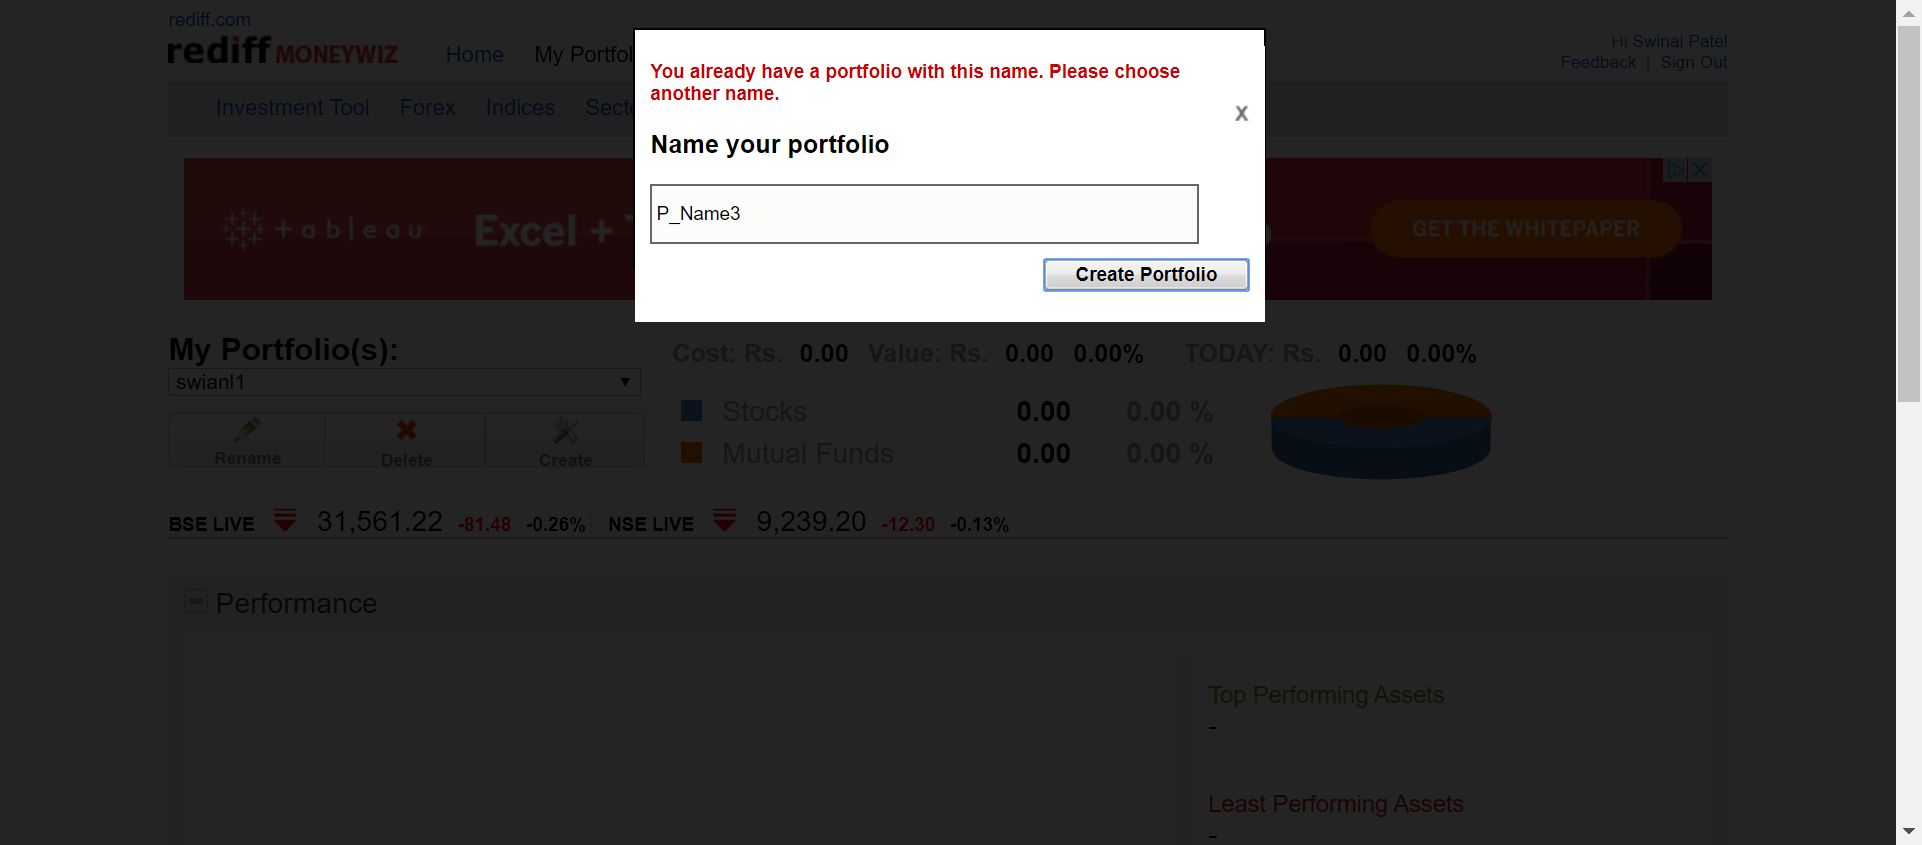 rediff.com
rediff MONEYWIZ Home My Portfol
Hi Swinal Patel
Feedback | Sign Out
Investment Tool Forex Indices Secto
You already have a portfolio with this name. Please choose
another name.
x
Name your portfolio
P_Name3
Create Portfolio
+ableau Excel +
GET THE WHITEPAPER
My Portfolio(s):
swianl1
Rename Delete Create
Cost: Rs. 0.00 Value: Rs. 0.00 0.00% TODAY: Rs. 0.00 0.00%
Stocks 0.00 0.00 %
Mutual Funds 0.00 0.00 %
BSE LIVE 31,561.22 -81.48 -0.26% NSE LIVE 9,239.20 -12.30 -0.13%
Performance
Top Performing Assets
-
Least Performing Assets
-